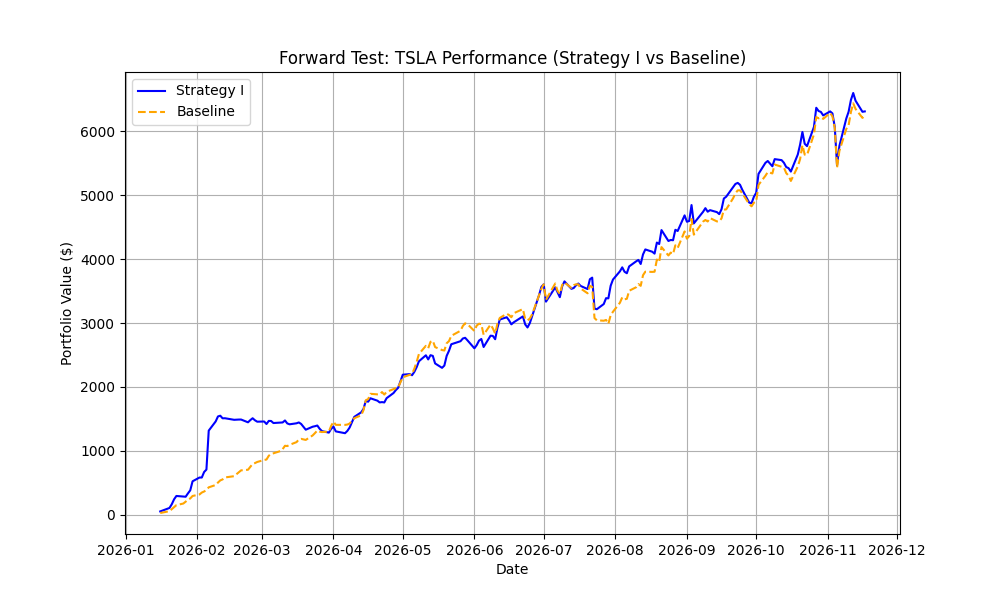 Forward Test: TSLA Performance (Strategy I vs Baseline)
Strategy I
Baseline
Portfolio Value ($)
6000
5000
4000
3000
2000
1000
0
2026-01 2026-02 2026-03 2026-04 2026-05 2026-06 2026-07 2026-08 2026-09 2026-10 2026-11 2026-12
Date